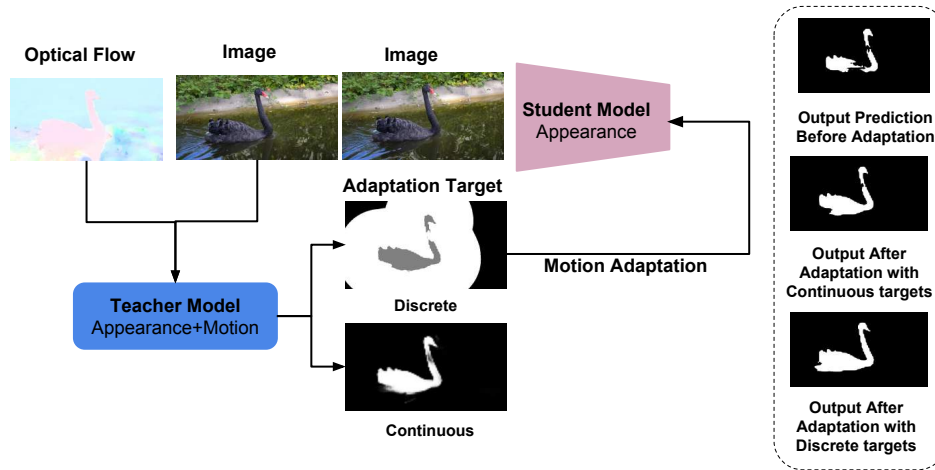 Optical Flow
Image
Image
Student Model
Appearance
Adaptation Target
Motion Adaptation
Teacher Model
Appearance+Motion
Discrete
Continuous
Output Prediction
Before Adaptation
Output After
Adaptation with
Continuous targets
Output After
Adaptation with
Discrete targets